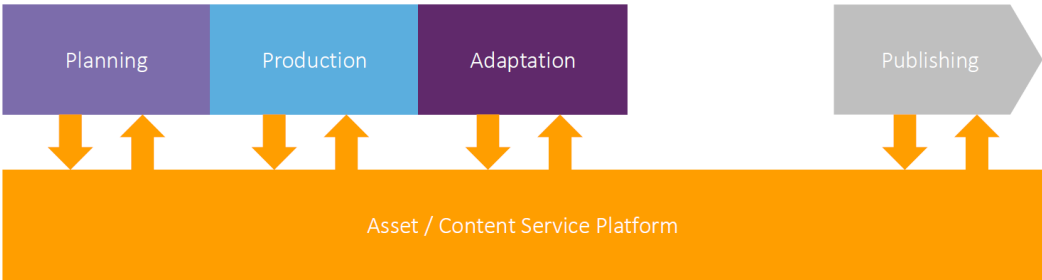 Planning
Production
Adaptation
Publishing
Asset / Content Service Platform